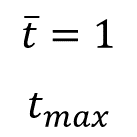 t̄ = 1
t_max